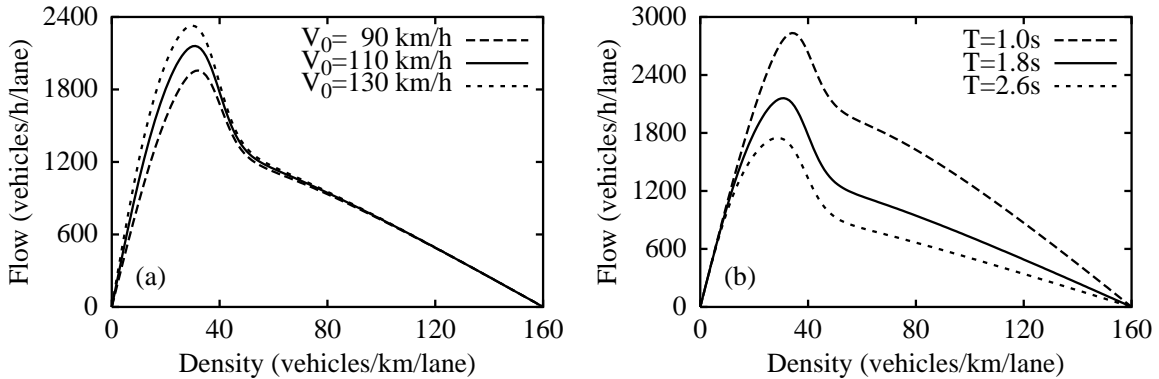 2400
1800
1200
600
0
Flow (vehicles/h/lane)
V0= 90 km/h
V0=110 km/h
V0=130 km/h
(a)
0 40 80 120 160
Density (vehicles/km/lane)
3000
2400
1800
1200
600
0
Flow (vehicles/h/lane)
T=1.0s
T=1.8s
T=2.6s
(b)
0 40 80 120 160
Density (vehicles/km/lane)